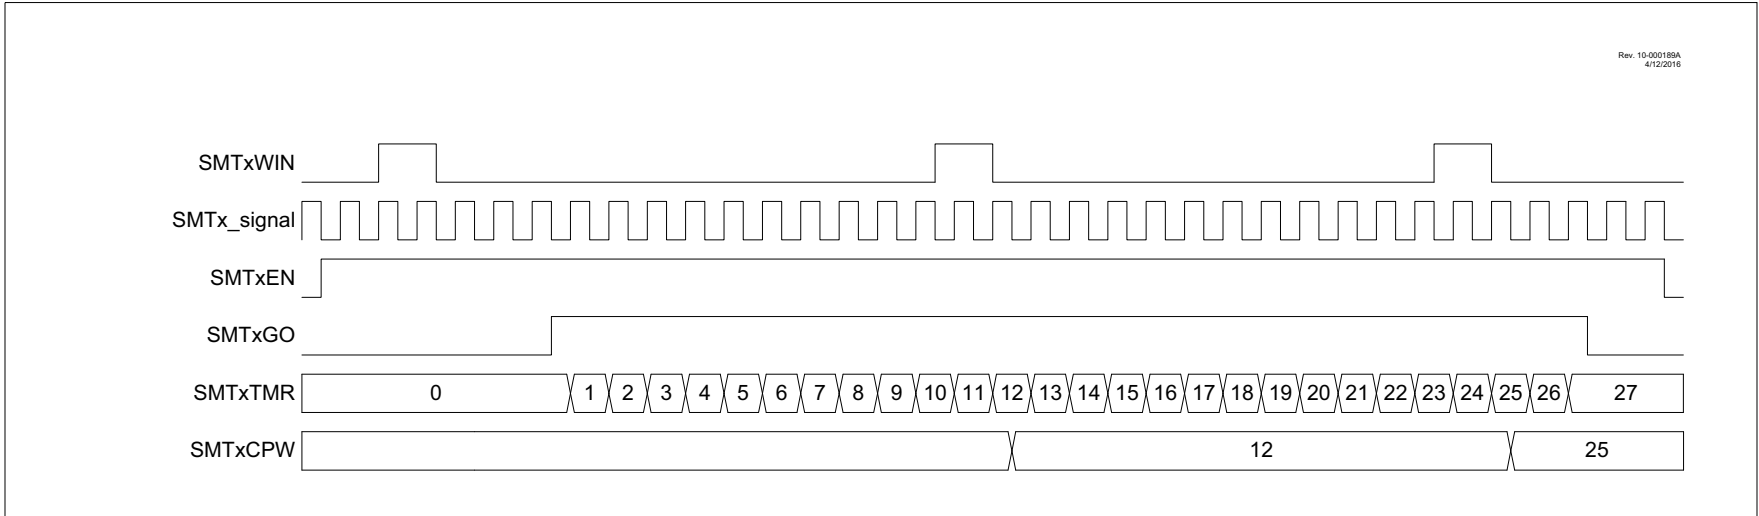 Rev. 10-000189A
4/12/2016
SMTxWIN
SMTx_signal
SMTxEN
SMTxGO
SMTxTMR 0 1 2 3 4 5 6 7 8 9 10 11 12 13 14 15 16 17 18 19 20 21 22 23 24 25 26 27
SMTxCPW 12 25